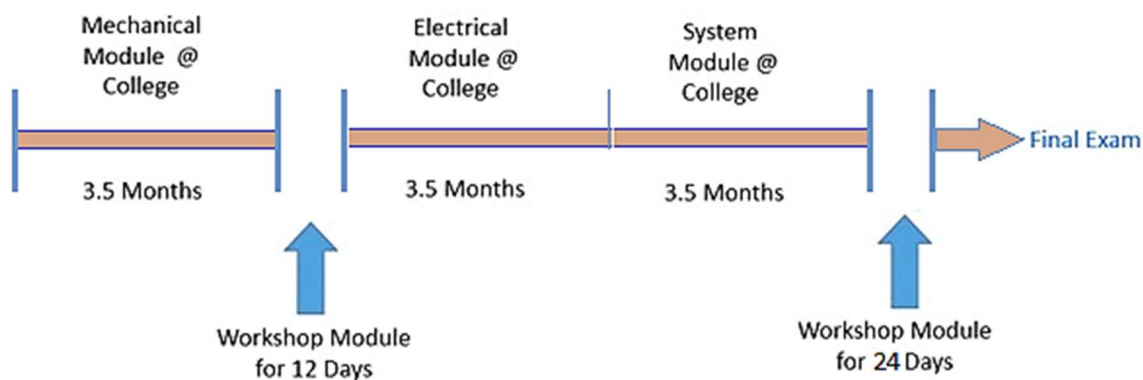 Mechanical
Module @
College
Electrical
Module @
College
System
Module @
College
Final Exam
3.5 Months
3.5 Months
3.5 Months
Workshop Module
for 12 Days
Workshop Module
for 24 Days